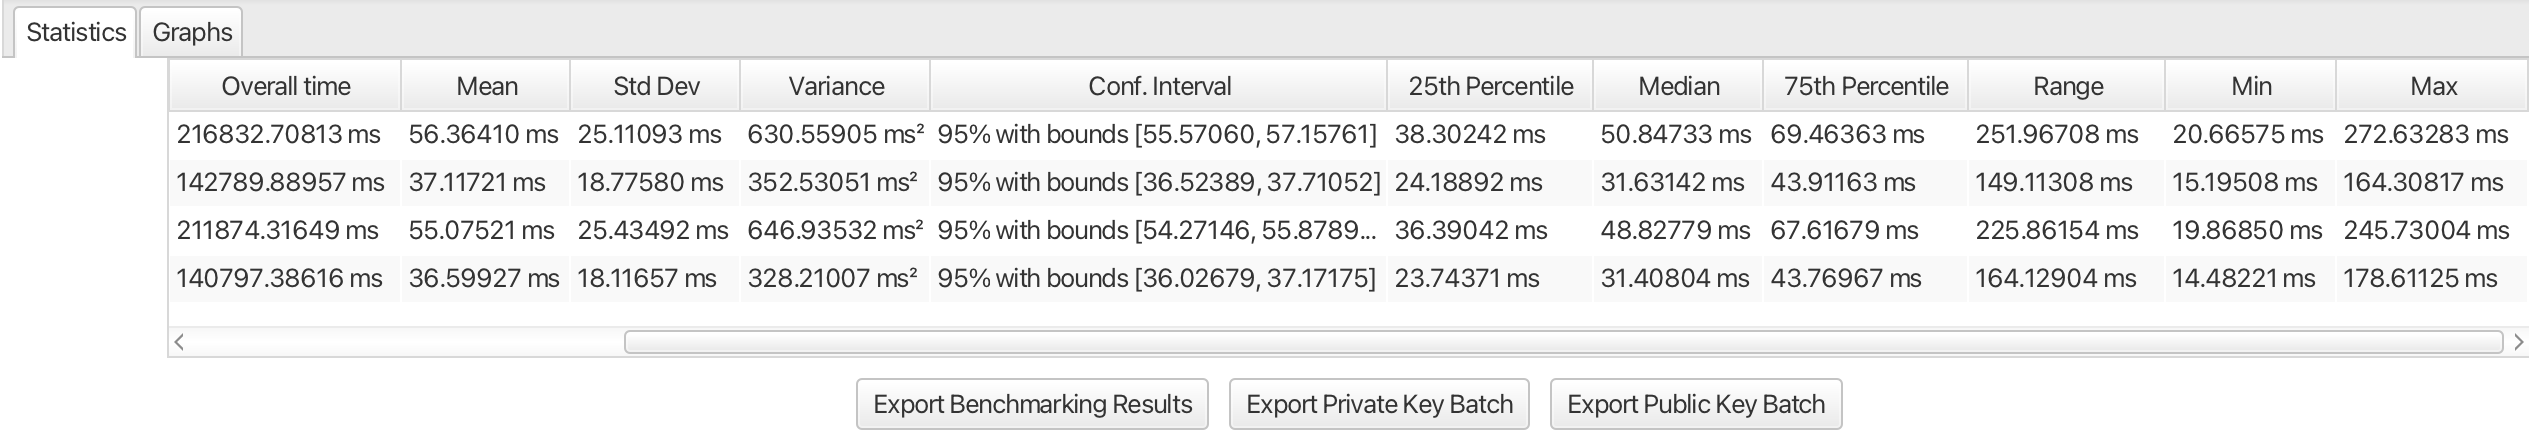 Statistics Graphs
Overall time Mean Std Dev Variance Conf. Interval 25th Percentile Median 75th Percentile Range Min Max
216832.70813 ms 56.36410 ms 25.11093 ms 630.55905 ms² 95% with bounds [55.57060, 57.15761] 38.30242 ms 50.84733 ms 69.46363 ms 251.96708 ms 20.66575 ms 272.63283 ms
142789.88957 ms 37.11721 ms 18.77580 ms 352.53051 ms² 95% with bounds [36.52389, 37.71052] 24.18892 ms 31.63142 ms 43.91163 ms 149.11308 ms 15.19508 ms 164.30817 ms
211874.31649 ms 55.07521 ms 25.43492 ms 646.93532 ms² 95% with bounds [54.27146, 55.8789... 36.39042 ms 48.82779 ms 67.61679 ms 225.86154 ms 19.86850 ms 245.73004 ms
140797.38616 ms 36.59927 ms 18.11657 ms 328.21007 ms² 95% with bounds [36.02679, 37.17175] 23.74371 ms 31.40804 ms 43.76967 ms 164.12904 ms 14.48221 ms 178.61125 ms
Export Benchmarking Results Export Private Key Batch Export Public Key Batch